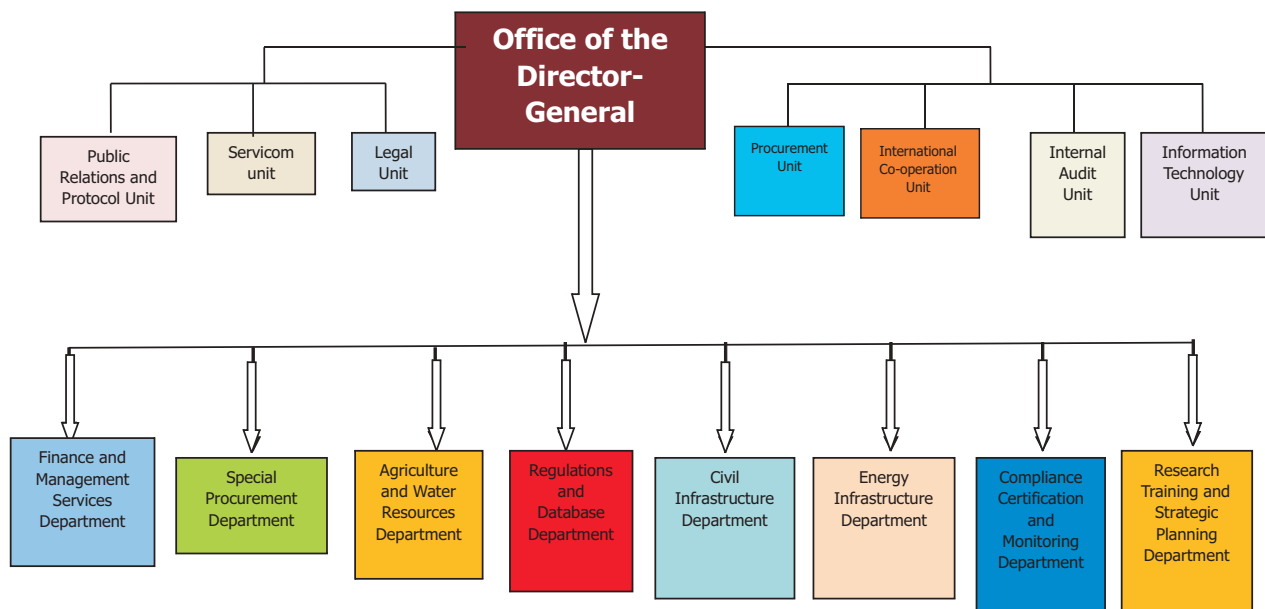 Office of the
Director-
General
Public
Relations and
Protocol Unit
Servicom
unit
Legal
Unit
Procurement
Unit
International
Co-operation
Unit
Internal
Audit
Unit
Information
Technology
Unit
Finance and
Management
Services
Department
Special
Procurement
Department
Agriculture
and Water
Resources
Department
Regulations
and
Database
Department
Civil
Infrastructure
Department
Energy
Infrastructure
Department
Compliance
Certification
and
Monitoring
Department
Research
Training and
Strategic
Planning
Department